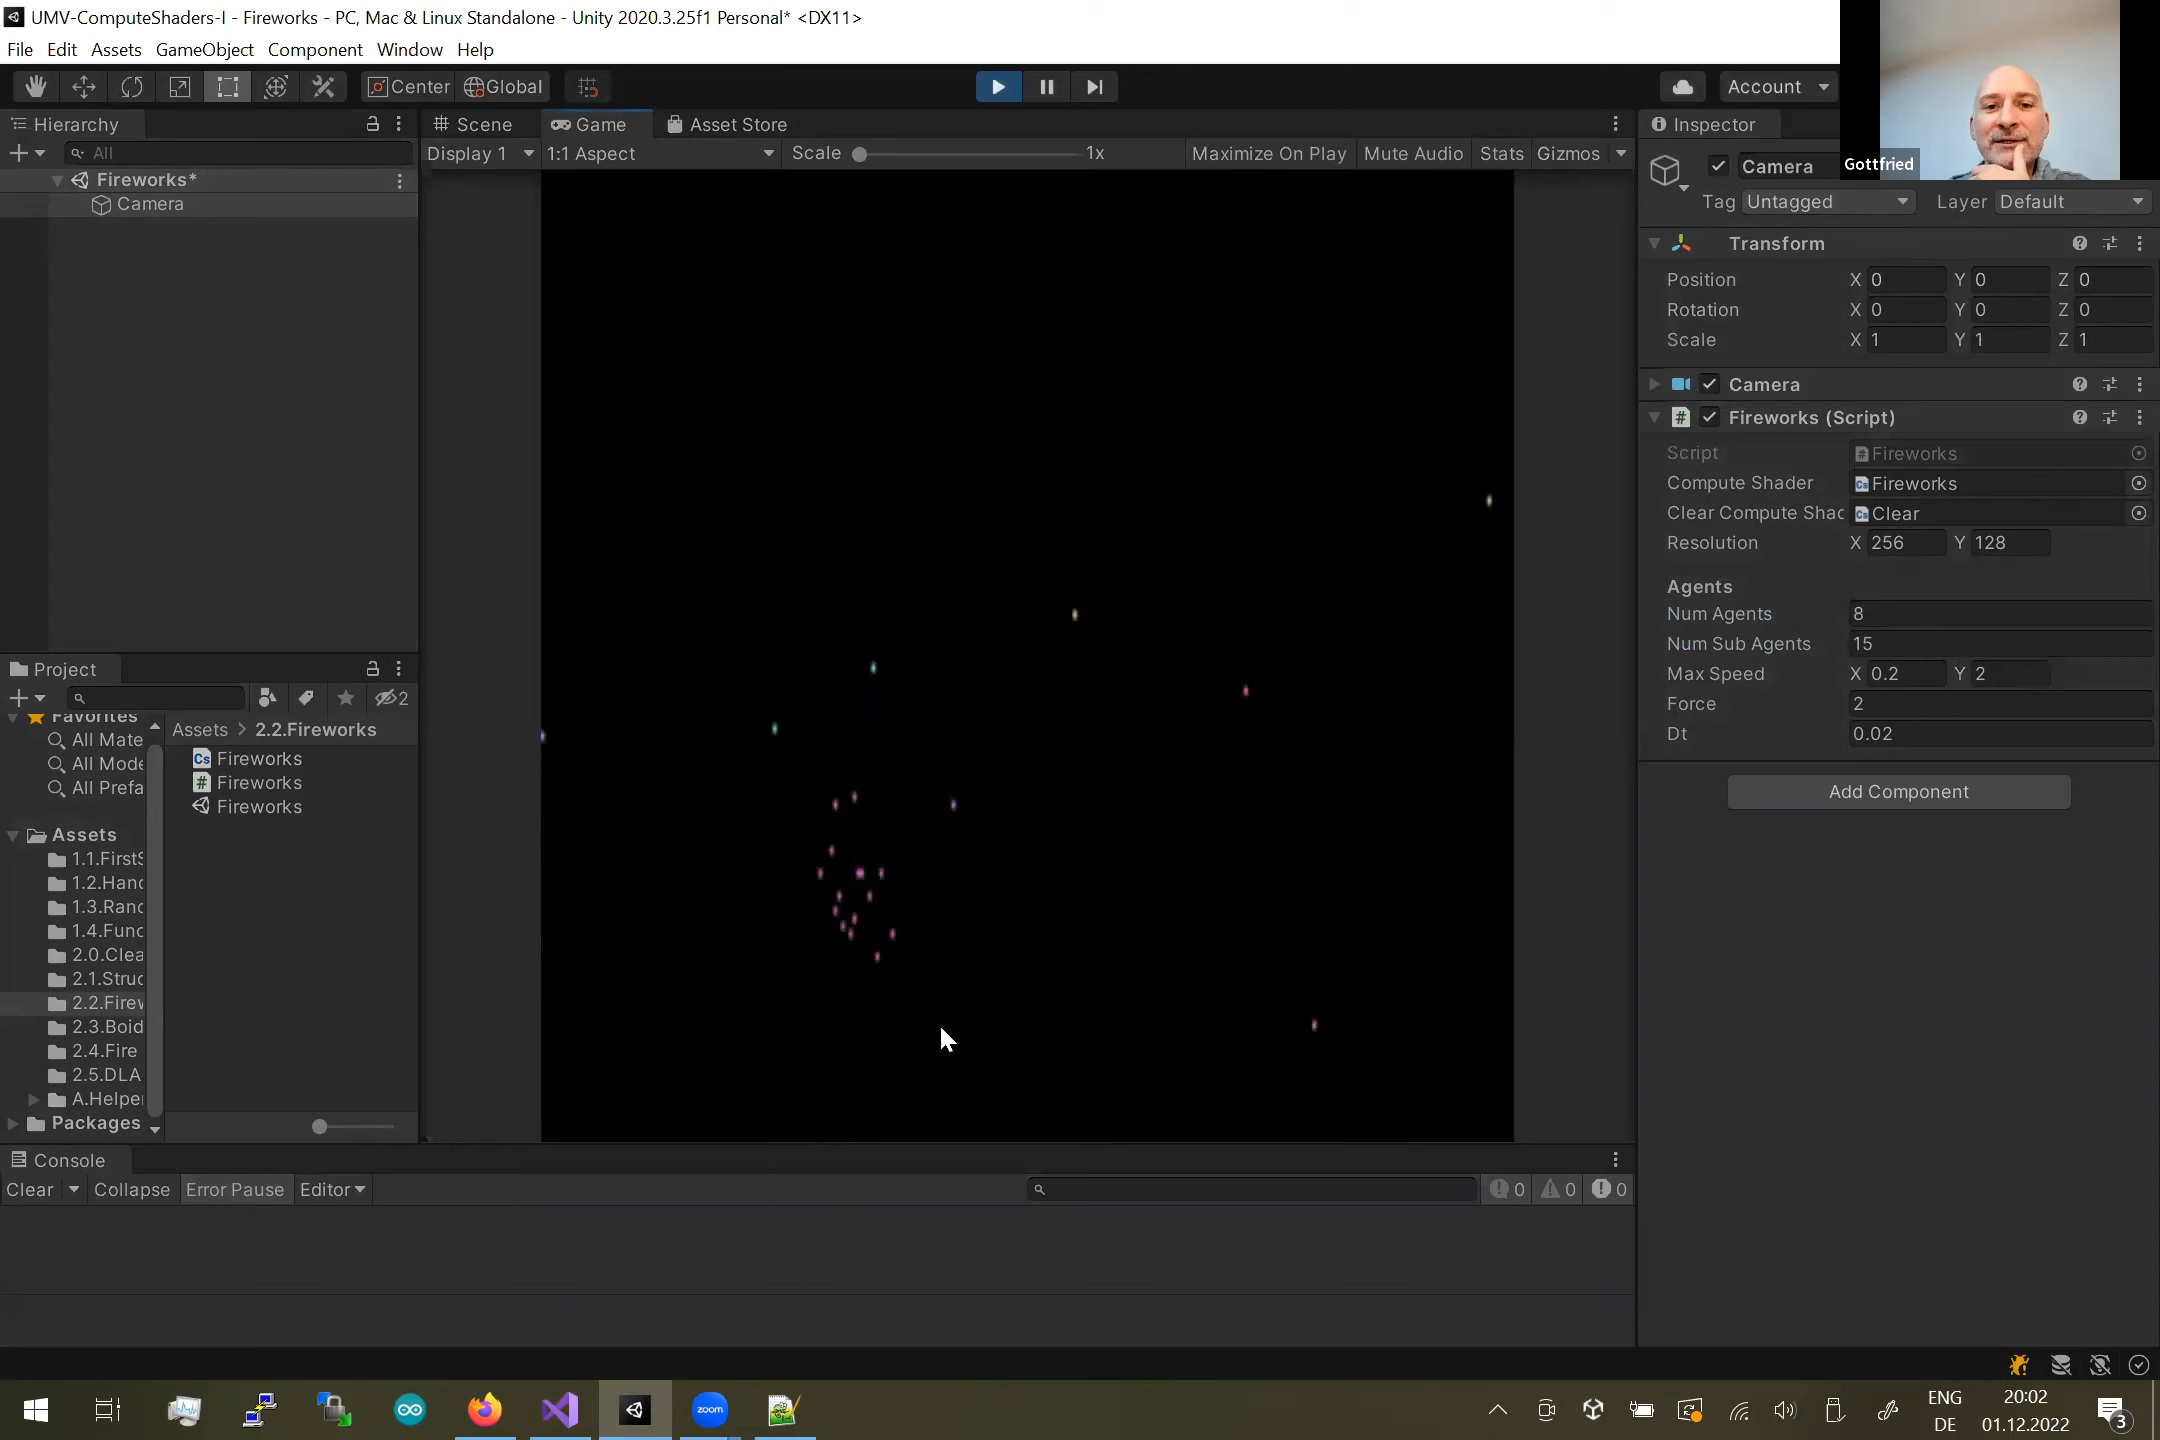 UMV-ComputeShaders-I - Fireworks - PC, Mac & Linux Standalone - Unity 2020.3.25f1 Personal* <DX11>
File Edit Assets GameObject Component Window Help
Center Global
Account
Gottfried
Hierarchy
All
Fireworks*
Camera
Scene Game Asset Store
Display 1 1:1 Aspect Scale 1x Maximize On Play Mute Audio Stats Gizmos
Inspector
Camera
Tag Untagged Layer Default
Transform
Position X 0 Y 0 Z 0
Rotation X 0 Y 0 Z 0
Scale X 1 Y 1 Z 1
Camera
Fireworks (Script)
Script Fireworks
Compute Shader Fireworks
Clear Compute Shac Clear
Resolution X 256 Y 128
Agents
Num Agents 8
Num Sub Agents 15
Max Speed X 0.2 Y 2
Force 2
Dt 0.02
Add Component
Project
2
Favorites
All Mate
All Mode
All Prefa
Assets
1.1.FirstS
1.2.Hand
1.3.Rand
1.4.Func
2.0.Clea
2.1.Struc
2.2.Firew
2.3.Boid
2.4.Fire
2.5.DLA
A.Helper
Packages
Assets > 2.2.Fireworks
Fireworks
Fireworks
Fireworks
Console
Clear Collapse Error Pause Editor
0 0 0
zoom
ENG
DE
20:02
01.12.2022
3